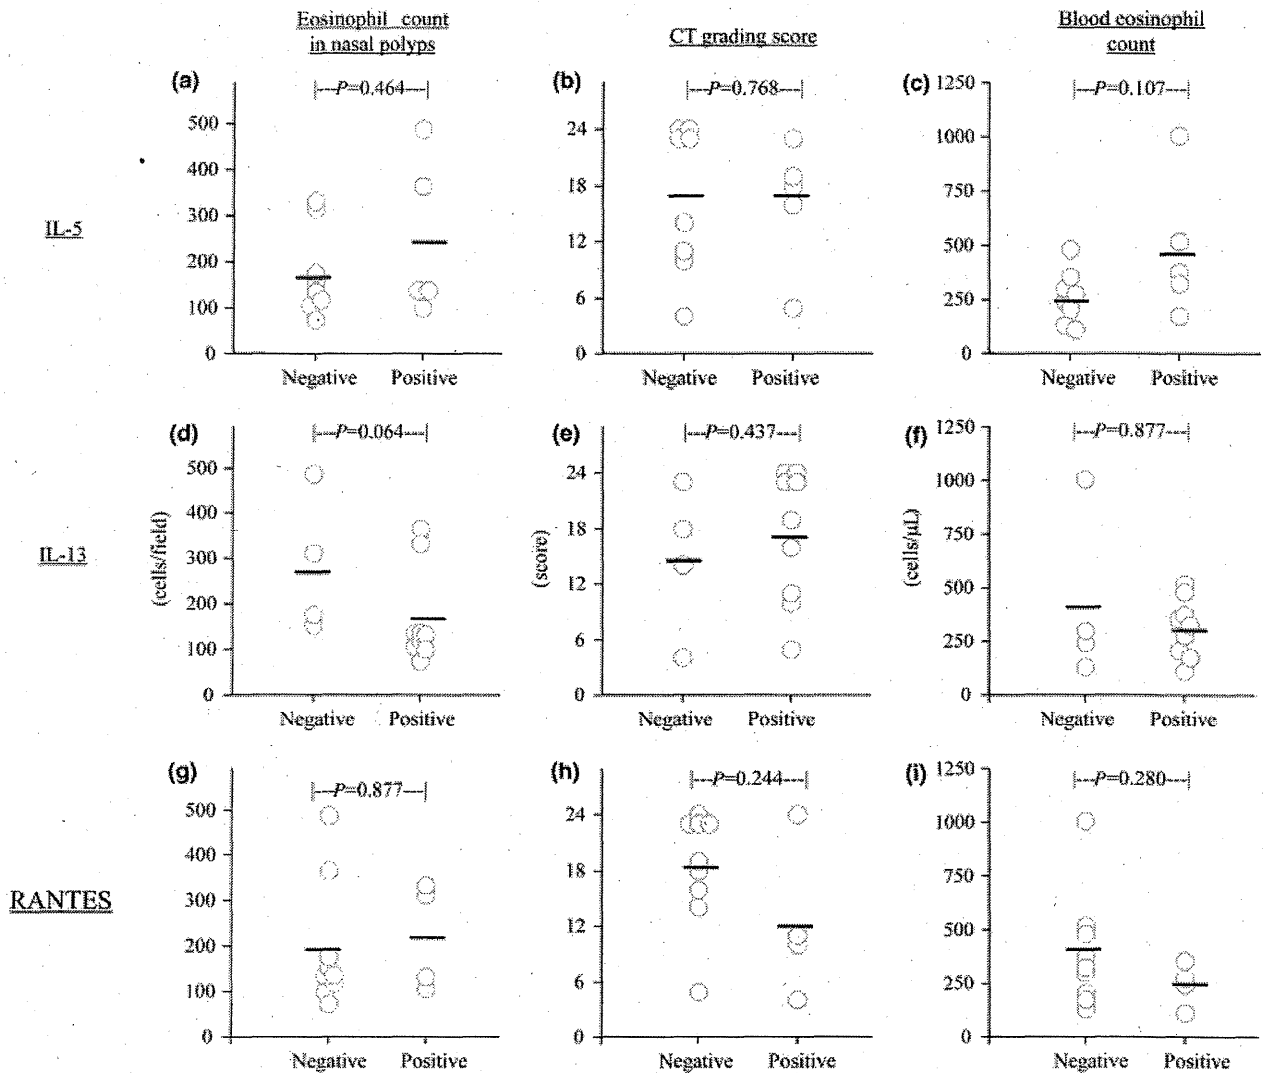 Eosinophil count
in nasal polyps
CT grading score
Blood eosinophil
count
IL-5
(a)
|---P=0.464---|
500
400
300
200
100
0
Negative Positive
(b)
|---P=0.768---|
24
18
12
6
0
Negative Positive
(c)
|---P=0.107---|
1250
1000
750
500
250
0
Negative Positive
IL-13
(d)
|---P=0.064---|
(cells/field)
500
400
300
200
100
0
Negative Positive
(e)
|---P=0.437---|
(score)
24
18
12
6
0
Negative Positive
(f)
|---P=0.877---|
(cells/μL)
1250
1000
750
500
250
0
Negative Positive
RANTES
(g)
|---P=0.877---|
500
400
300
200
100
0
Negative Positive
(h)
|---P=0.244---|
24
18
12
6
0
Negative Positive
(i)
|---P=0.280---|
1250
1000
750
500
250
0
Negative Positive